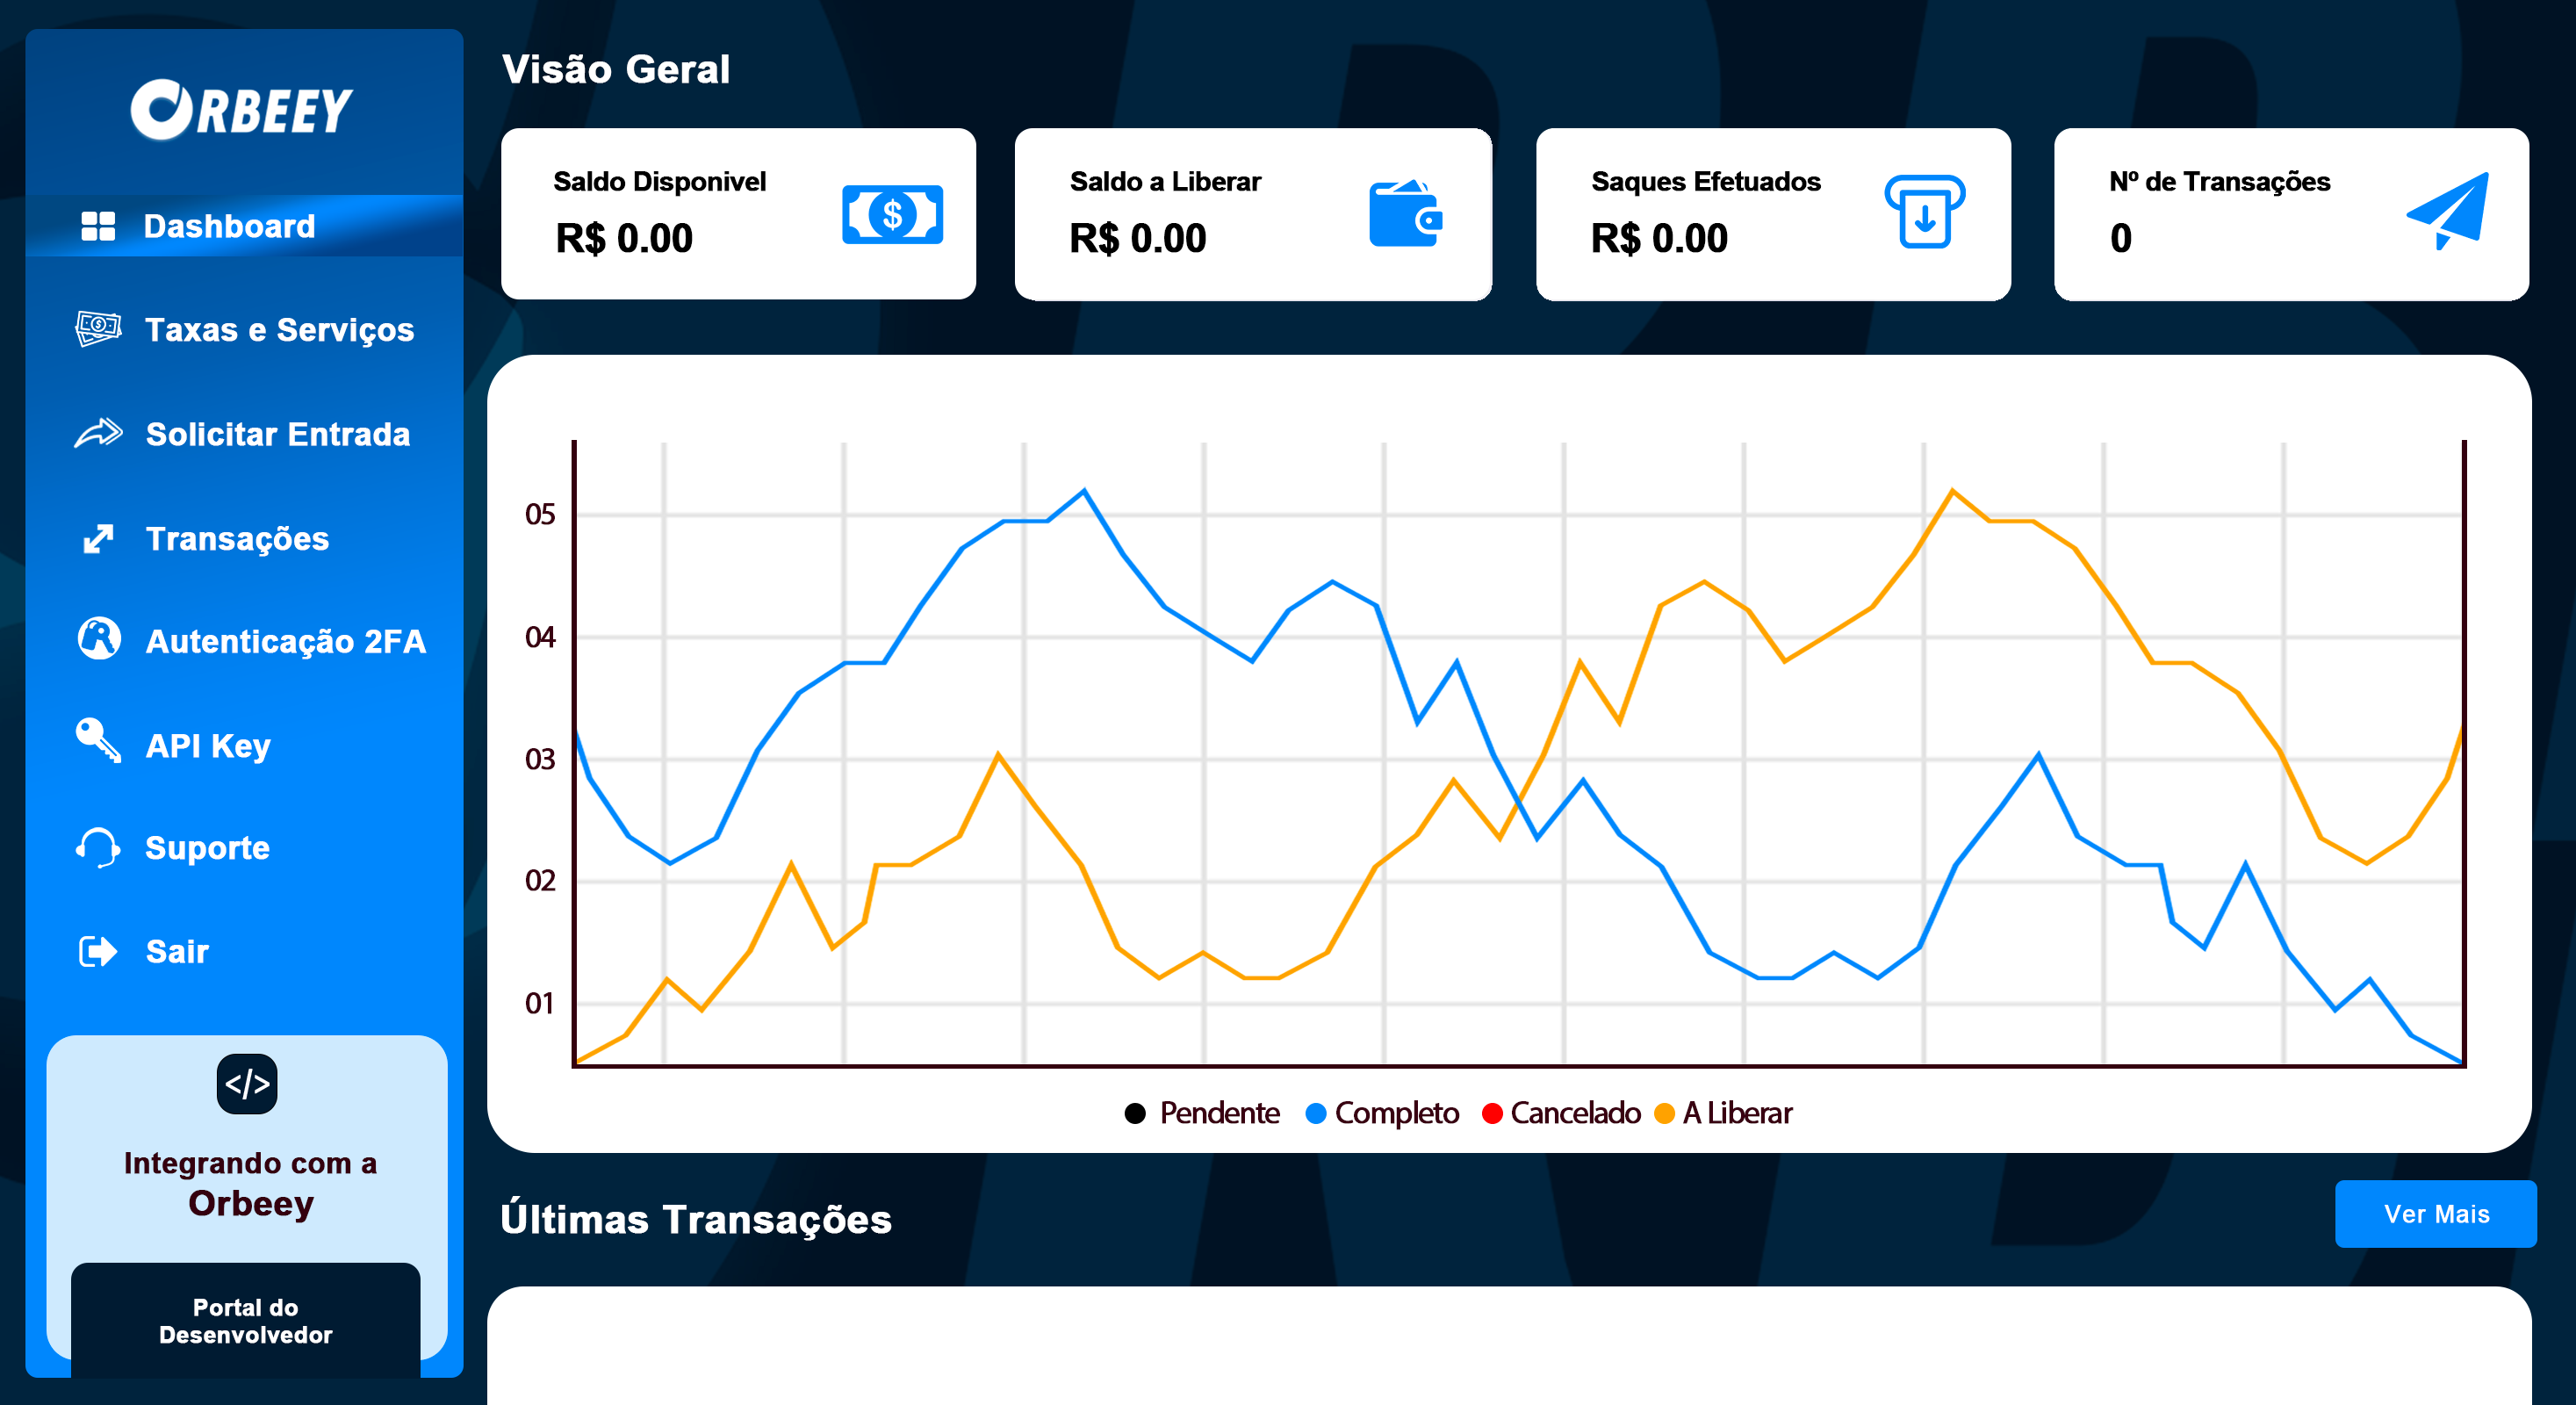 ORBEEY
Dashboard
Taxas e Serviços
Solicitar Entrada
Transações
Autenticação 2FA
API Key
Suporte
Sair
</>
Integrando com a
Orbeey
Portal do
Desenvolvedor
Visão Geral
Saldo Disponivel
R$ 0.00
Saldo a Liberar
R$ 0.00
Saques Efetuados
R$ 0.00
Nº de Transações
0
05
04
03
02
01
Pendente
Completo
Cancelado
A Liberar
Últimas Transações
Ver Mais